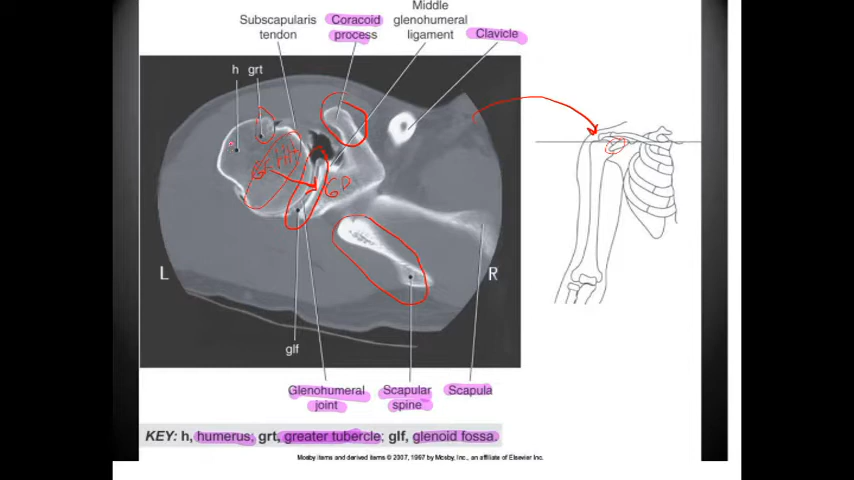 Subscapularis
tendon
Coracoid
process
Middle
glenohumeral
ligament
Clavicle
h
grt
HH
GP
L
R
glf
Glenohumeral
joint
Scapular
spine
Scapula
KEY: h, humerus; grt, greater tubercle; glf, glenoid fossa.
Mosby items and derived items © 2007, 1997 by Mosby, Inc., an affiliate of Elsevier Inc.